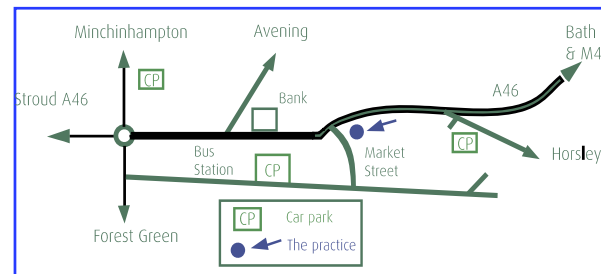 Minchinhampton
Avening
Bath
& M4
CP
Stroud A46
A46
Bank
Bus
Station
CP
Market
Street
CP
Horsley
Forest Green
CP Car park
The practice